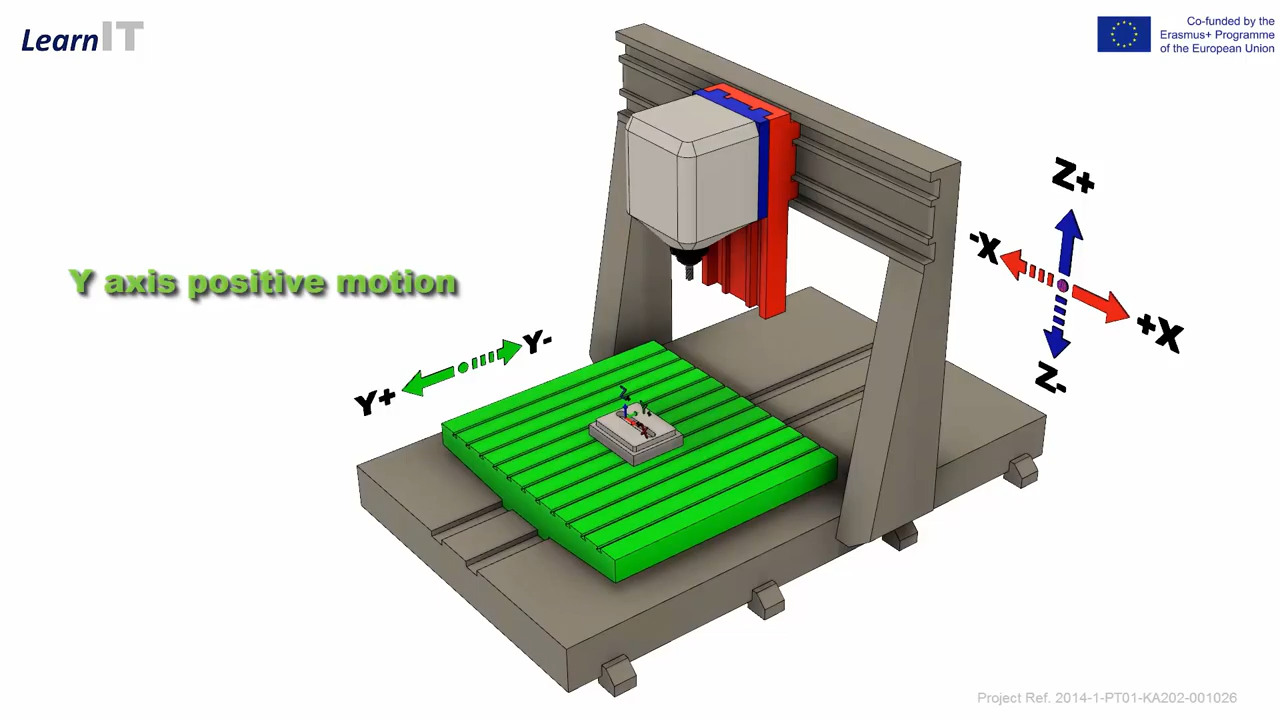 LearnIT
Co-funded by the
Erasmus+ Programme
of the European Union
Z+
-X
+X
Z-
Y axis positive motion
Y-
Y+
Project Ref. 2014-1-PT01-KA202-001026